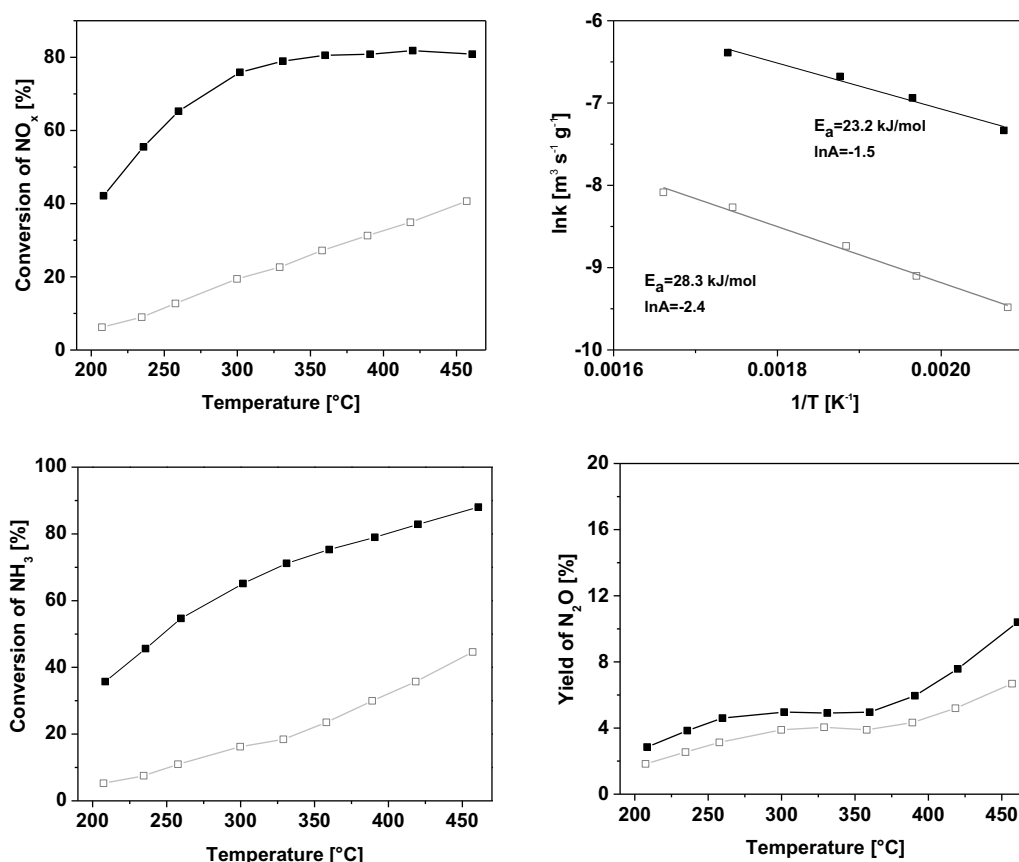 80
60
40
20
0
Conversion of NOx [%]
200 250 300 350 400 450
Temperature [°C]
-6
-7
-8
-9
-10
lnk [m3 s-1 g-1]
Ea=23.2 kJ/mol
lnA=-1.5
Ea=28.3 kJ/mol
lnA=-2.4
0.0016 0.0018 0.0020
1/T [K-1]
100
80
60
40
20
0
Conversion of NH3 [%]
200 250 300 350 400 450
Temperature [°C]
20
16
12
8
4
0
Yield of N2O [%]
200 250 300 350 400 450
Temperature [°C]